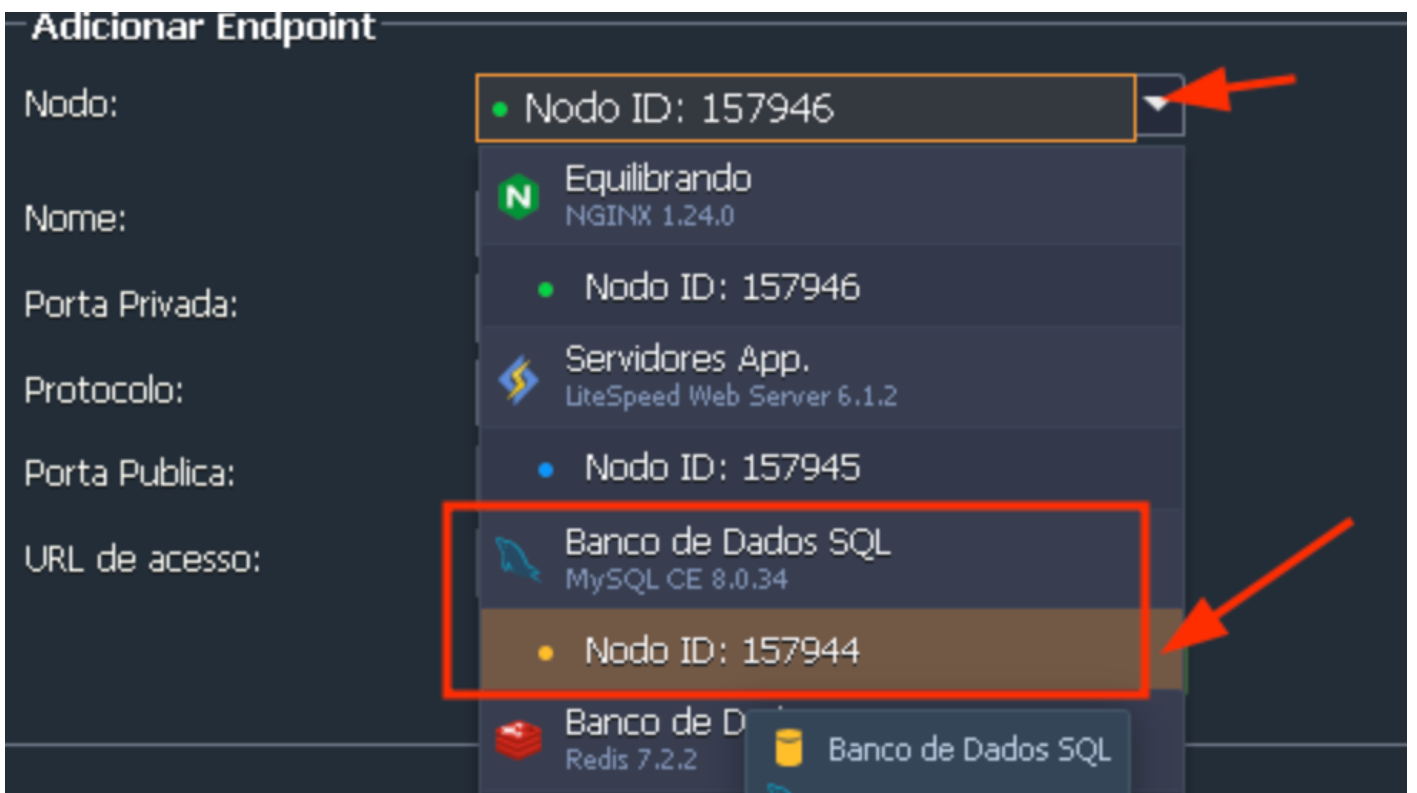 Adicionar Endpoint
Nodo:
Nodo ID: 157946
Equilibrando
NGINX 1.24.0
Nome:
Nodo ID: 157946
Porta Privada:
Servidores App.
LiteSpeed Web Server 6.1.2
Protocolo:
Nodo ID: 157945
Porta Publica:
Banco de Dados SQL
MySQL CE 8.0.34
URL de acesso:
Nodo ID: 157944
Banco de D
Redis 7.2.2
Banco de Dados SQL